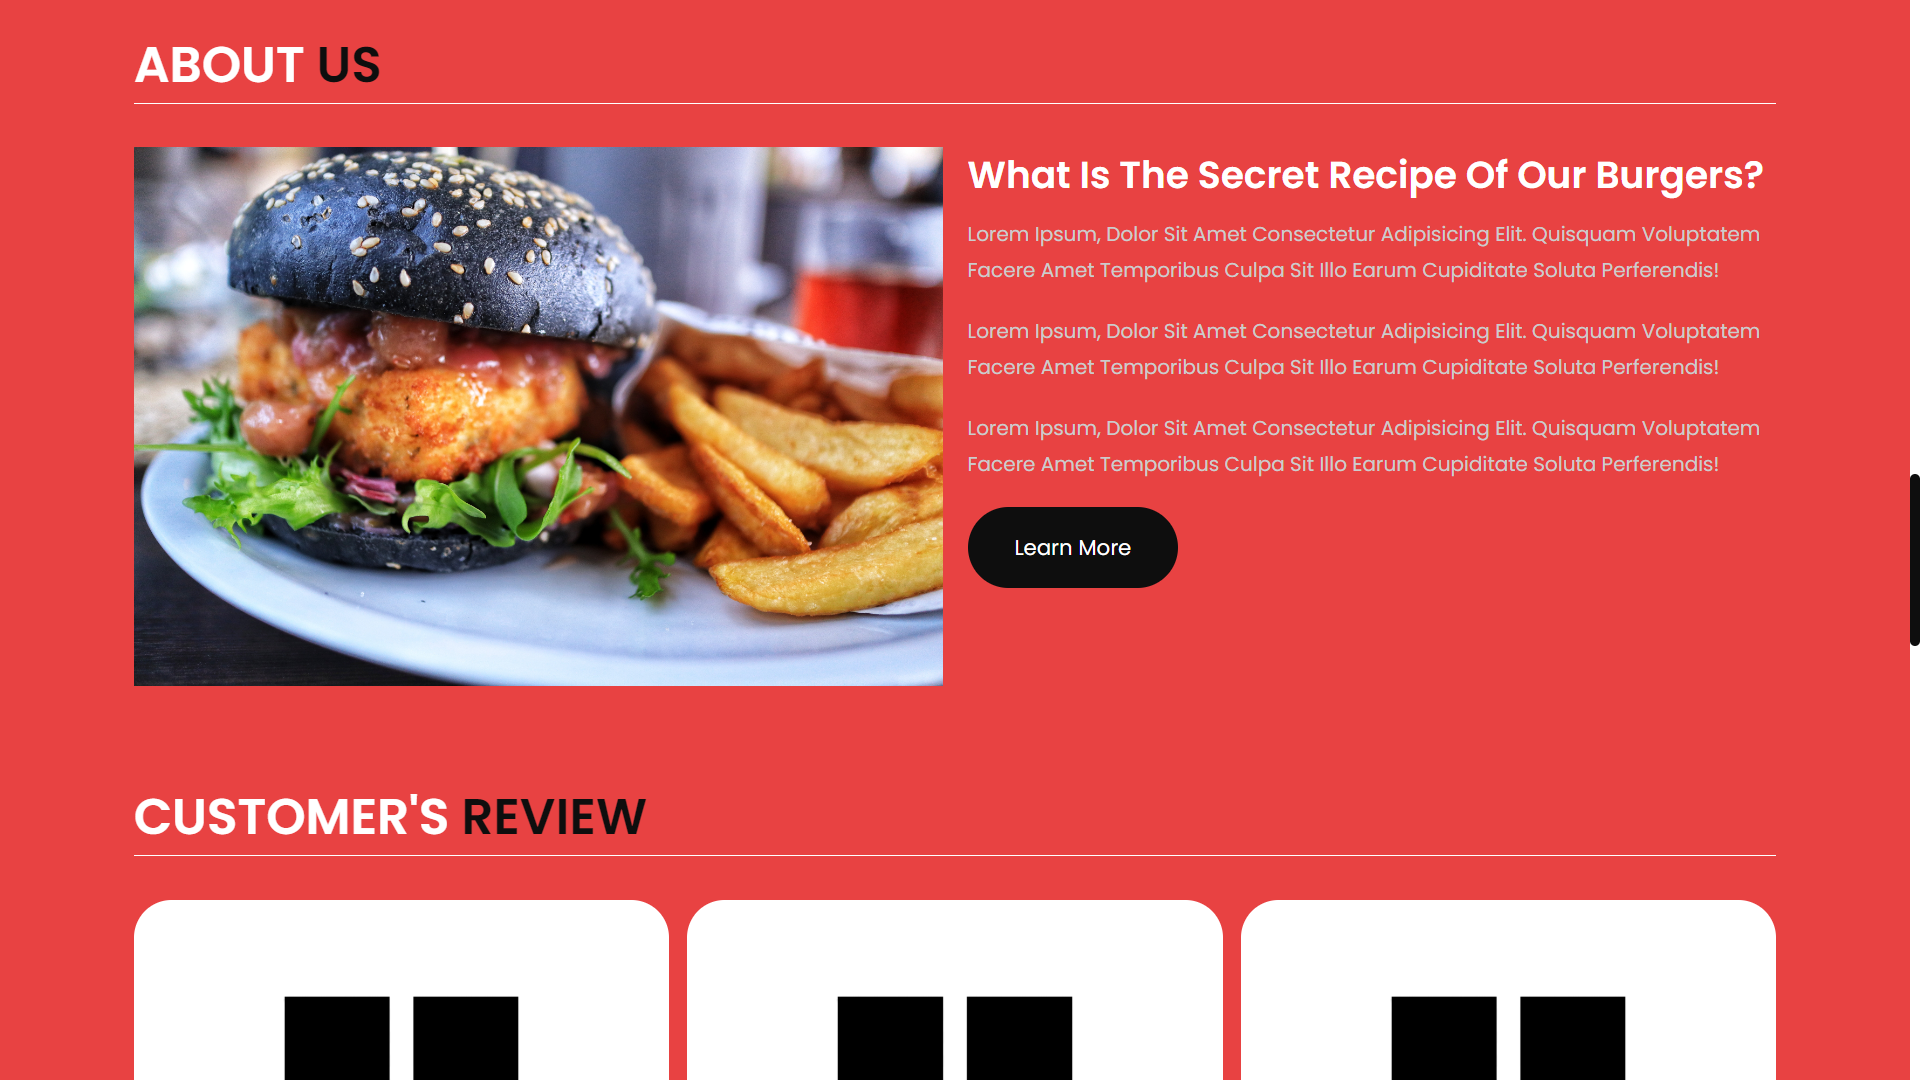 ABOUT US
What Is The Secret Recipe Of Our Burgers?
Lorem Ipsum, Dolor Sit Amet Consectetur Adipisicing Elit. Quisquam Voluptatem
Facere Amet Temporibus Culpa Sit Illo Earum Cupiditate Soluta Perferendis!
Lorem Ipsum, Dolor Sit Amet Consectetur Adipisicing Elit. Quisquam Voluptatem
Facere Amet Temporibus Culpa Sit Illo Earum Cupiditate Soluta Perferendis!
Lorem Ipsum, Dolor Sit Amet Consectetur Adipisicing Elit. Quisquam Voluptatem
Facere Amet Temporibus Culpa Sit Illo Earum Cupiditate Soluta Perferendis!
Learn More
CUSTOMER'S REVIEW